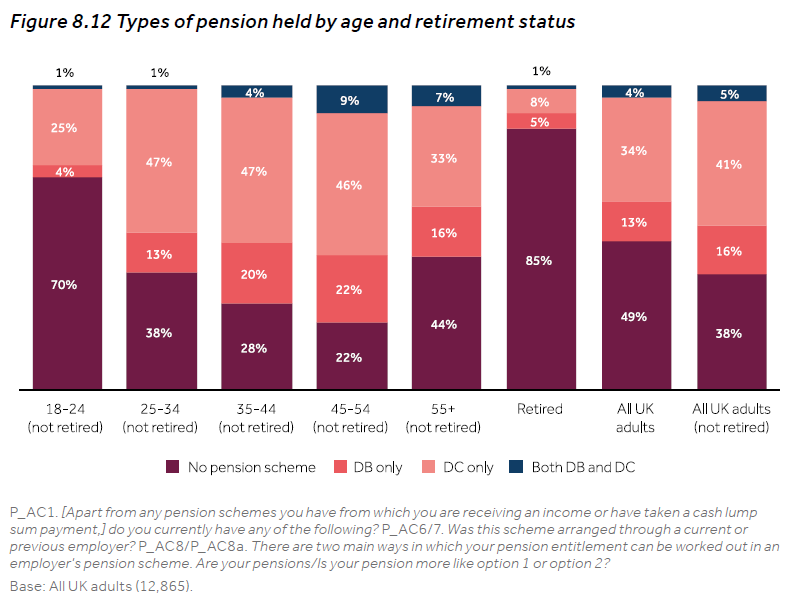 Figure 8.12 Types of pension held by age and retirement status
1% 1% 4% 9% 7% 1% 4% 5%
25% 47% 47% 46% 33% 8% 34% 41%
4% 13% 20% 22% 16% 5% 13% 16%
70% 38% 28% 22% 44% 85% 49% 38%
18–24 25–34 35–44 45–54 55+ Retired All UK All UK adults
(not retired) (not retired) (not retired) (not retired) (not retired) adults (not retired)
No pension scheme DB only DC only Both DB and DC
P_AC1. [Apart from any pension schemes you have from which you are receiving an income or have taken a cash lump
sum payment,] do you currently have any of the following? P_AC6/7. Was this scheme arranged through a current or
previous employer? P_AC8/P_AC8a. There are two main ways in which your pension entitlement can be worked out in an
employer's pension scheme. Are your pensions/Is your pension more like option 1 or option 2?
Base: All UK adults (12,865).